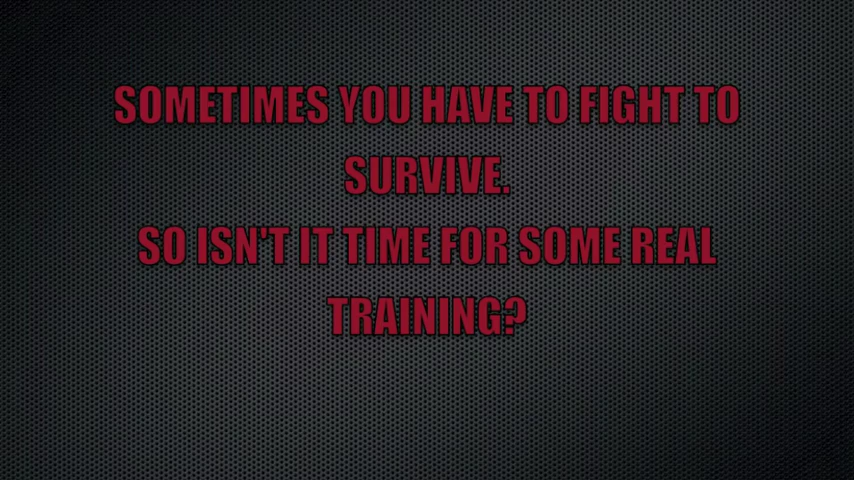 SOMETIMES YOU HAVE TO FIGHT TO
SURVIVE.
SO ISN'T IT TIME FOR SOME REAL
TRAINING?